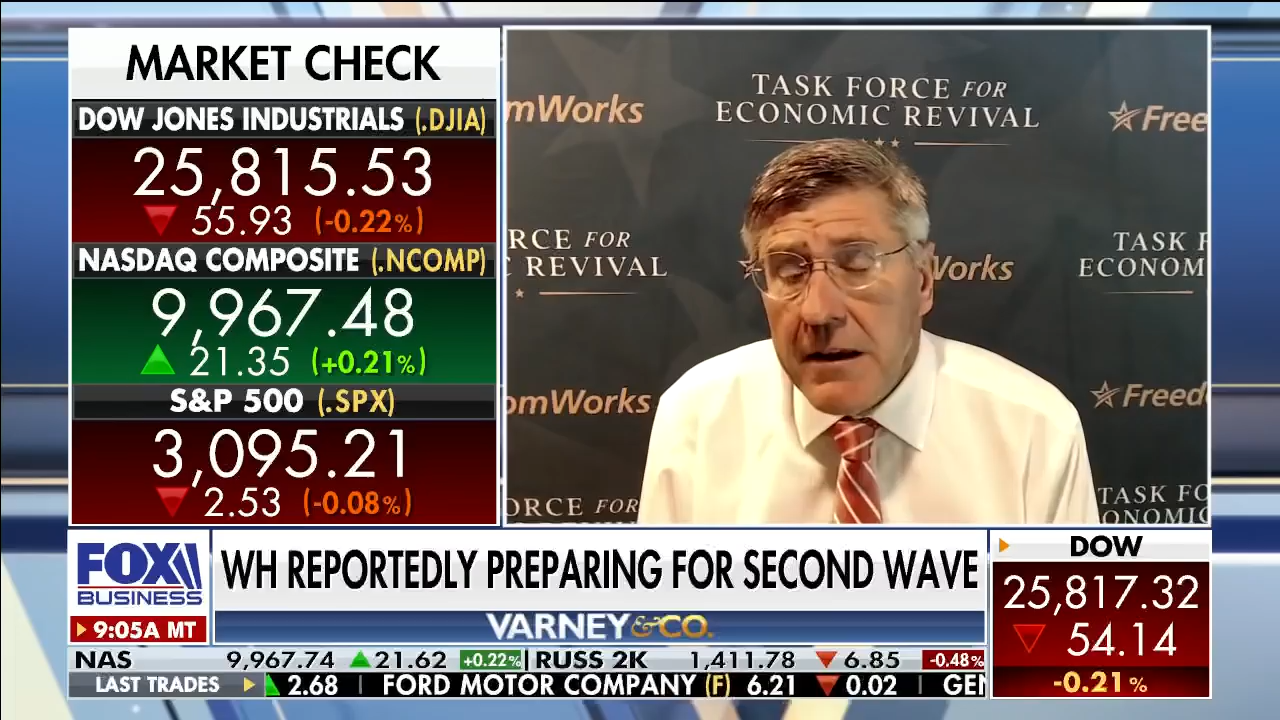 MARKET CHECK
DOW JONES INDUSTRIALS (.DJIA)
25,815.53
55.93 (-0.22%)
NASDAQ COMPOSITE (.NCOMP)
9,967.48
21.35 (+0.21%)
S&P 500 (.SPX)
3,095.21
2.53 (-0.08%)
mWorks
TASK FORCE FOR
ECONOMIC REVIVAL
Free
RCE FOR
C REVIVAL
Works
TASK F
ECONOM
omWorks
Freed
ORCE FOR
TASK FO
ONOMIC
FOX
BUSINESS
9:05A MT
WH REPORTEDLY PREPARING FOR SECOND WAVE
VARNEY & CO.
DOW
25,817.32
54.14
-0.21%
NAS 9,967.74 21.62 +0.22% RUSS 2K 1,411.78 6.85 -0.48%
LAST TRADES 2.68 FORD MOTOR COMPANY (F) 6.21 0.02 GEN